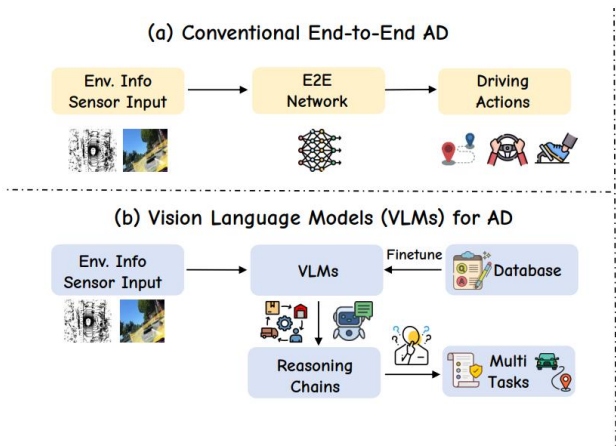 (a) Conventional End-to-End AD
Env. Info
Sensor Input
E2E
Network
Driving
Actions
(b) Vision Language Models (VLMs) for AD
Env. Info
Sensor Input
VLMs
Finetune
Q
A
Database
Reasoning
Chains
Multi
Tasks